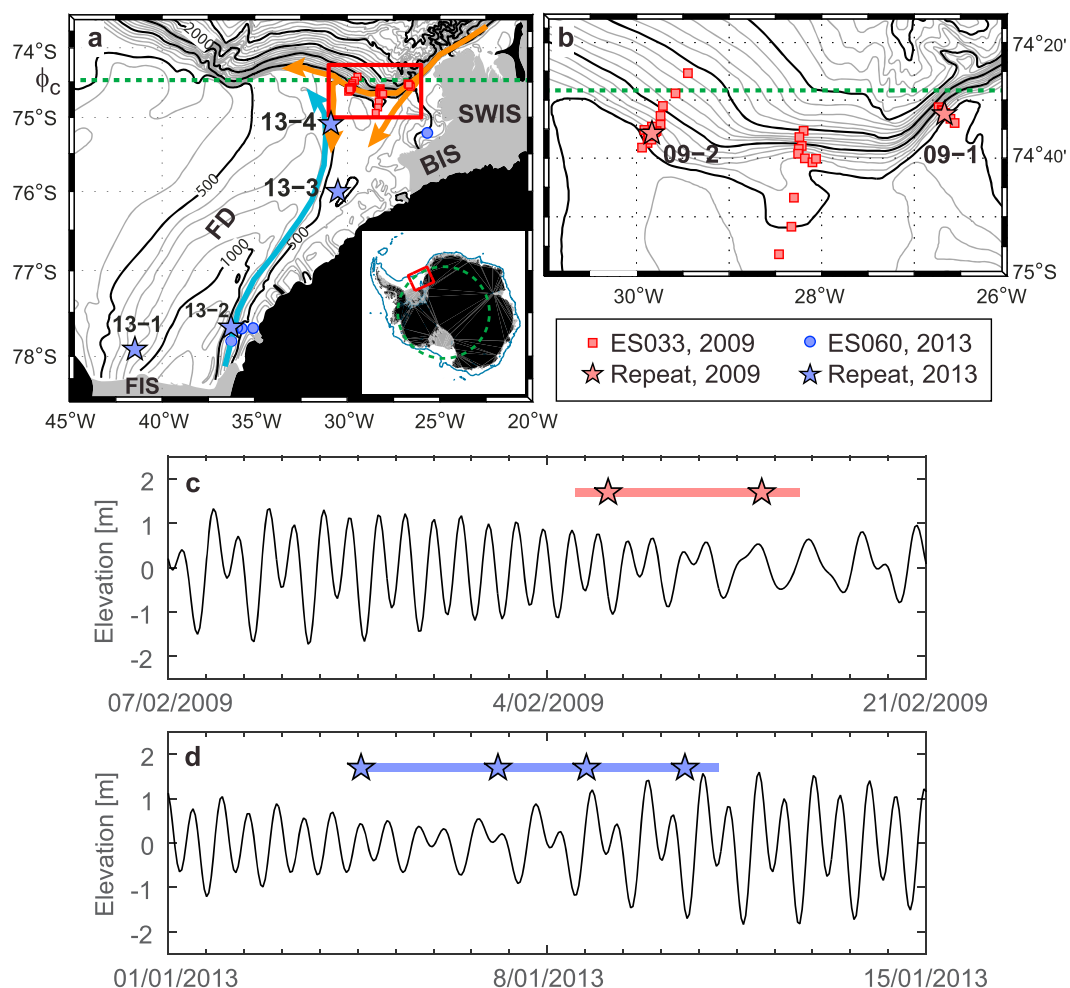 a
74°S
ϕc
75°S
76°S
77°S
78°S
2000
500
1000
500
13−4
13−3
13−2
13−1
FD
FIS
BIS
SWIS
45°W 40°W 35°W 30°W 25°W 20°W
b
74°20'
74°40'
75°S
09−2
09−1
30°W 28°W 26°W
ES033, 2009 ES060, 2013
Repeat, 2009 Repeat, 2013
c
Elevation [m]
2
1
0
-1
-2
07/02/2009 4/02/2009 21/02/2009
d
Elevation [m]
2
1
0
-1
-2
01/01/2013 8/01/2013 15/01/2013